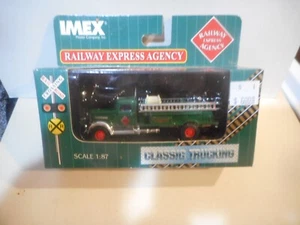 IMEX
RAILWAY EXPRESS AGENCY
RAILWAY
EXPRESS
AGENCY
SCALE 1:87
CLASSIC TRUCKING